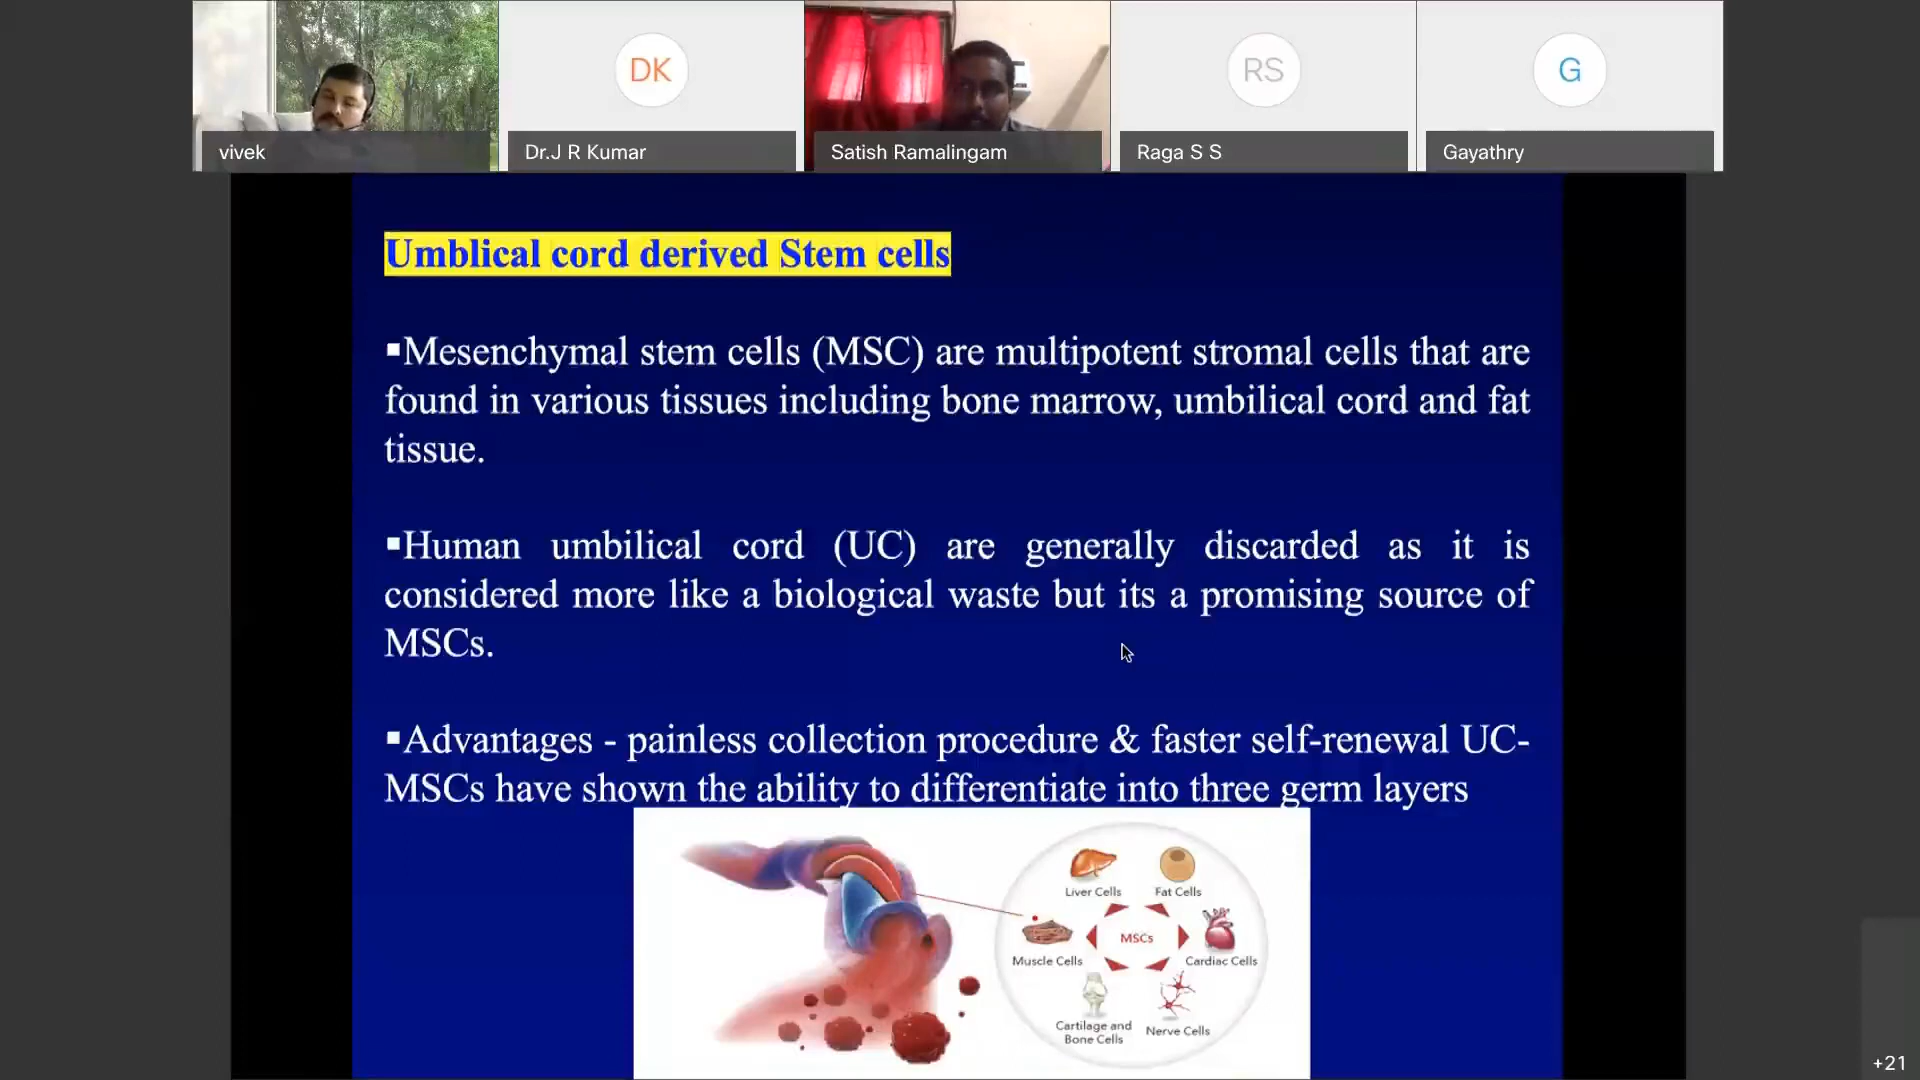 DK
RS
G
vivek
Dr.J R Kumar
Satish Ramalingam
Raga S S
Gayathry
Umblical cord derived Stem cells
▪Mesenchymal stem cells (MSC) are multipotent stromal cells that are
found in various tissues including bone marrow, umbilical cord and fat
tissue.
▪Human umbilical cord (UC) are generally discarded as it is
considered more like a biological waste but its a promising source of
MSCs.
▪Advantages - painless collection procedure & faster self-renewal UC-
MSCs have shown the ability to differentiate into three germ layers
Liver Cells
Fat Cells
MSCs
Muscle Cells
Cardiac Cells
Cartilage and
Bone Cells
Nerve Cells
+21